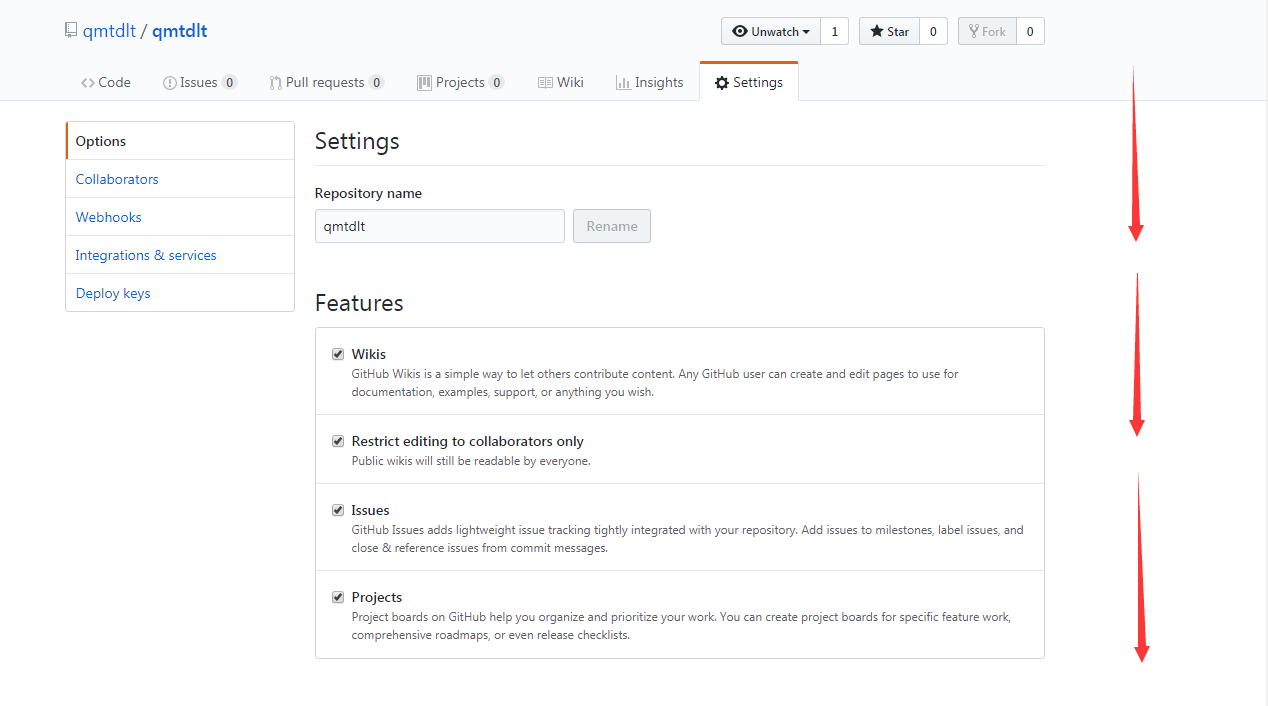 qmtdlt / qmtdlt
Unwatch 1 Star 0 Fork 0
Code Issues 0 Pull requests 0 Projects 0 Wiki Insights Settings
Options
Collaborators
Webhooks
Integrations & services
Deploy keys
Settings
Repository name
qmtdlt Rename
Features
Wikis
GitHub Wikis is a simple way to let others contribute content. Any GitHub user can create and edit pages to use for
documentation, examples, support, or anything you wish.
Restrict editing to collaborators only
Public wikis will still be readable by everyone.
Issues
GitHub Issues adds lightweight issue tracking tightly integrated with your repository. Add issues to milestones, label issues, and
close & reference issues from commit messages.
Projects
Project boards on GitHub help you organize and prioritize your work. You can create project boards for specific feature work,
comprehensive roadmaps, or even release checklists.